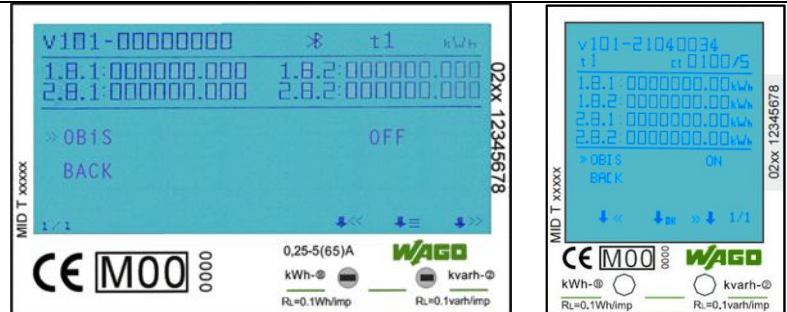 v101-00000000 t1 kWh
1.8.1:000000.000 1.8.2:000000.000
2.8.1:000000.000 2.8.2:000000.000
» OBiS OFF
BACK
1/1 << >>
MID T xxxxx
02xx 12345678
CE M00 0000
0,25-5(65)A
WAGO
kWh-⑧ kvarh-②
RL=0.1Wh/imp RL=0.1varh/imp
v101-21040034
t1 ct 0100/5
1.8.1:0000000.00kWh
1.8.2:0000000.00kWh
2.8.1:0000000.00kWh
2.8.2:0000000.00kWh
» OBIS ON
BACK
« » 1/1
MID T xxxxx
02xx 12345678
CE M00 0000
WAGO
kWh-⑧ kvarh-②
RL=0.1Wh/imp RL=0.1varh/imp